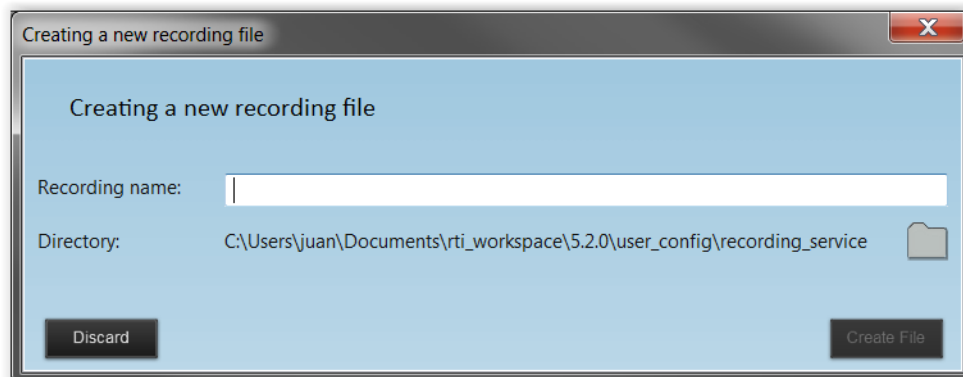 Creating a new recording file
Creating a new recording file
Recording name:
Directory: C:\Users\juan\Documents\rti_workspace\5.2.0\user_config\recording_service
Discard Create File